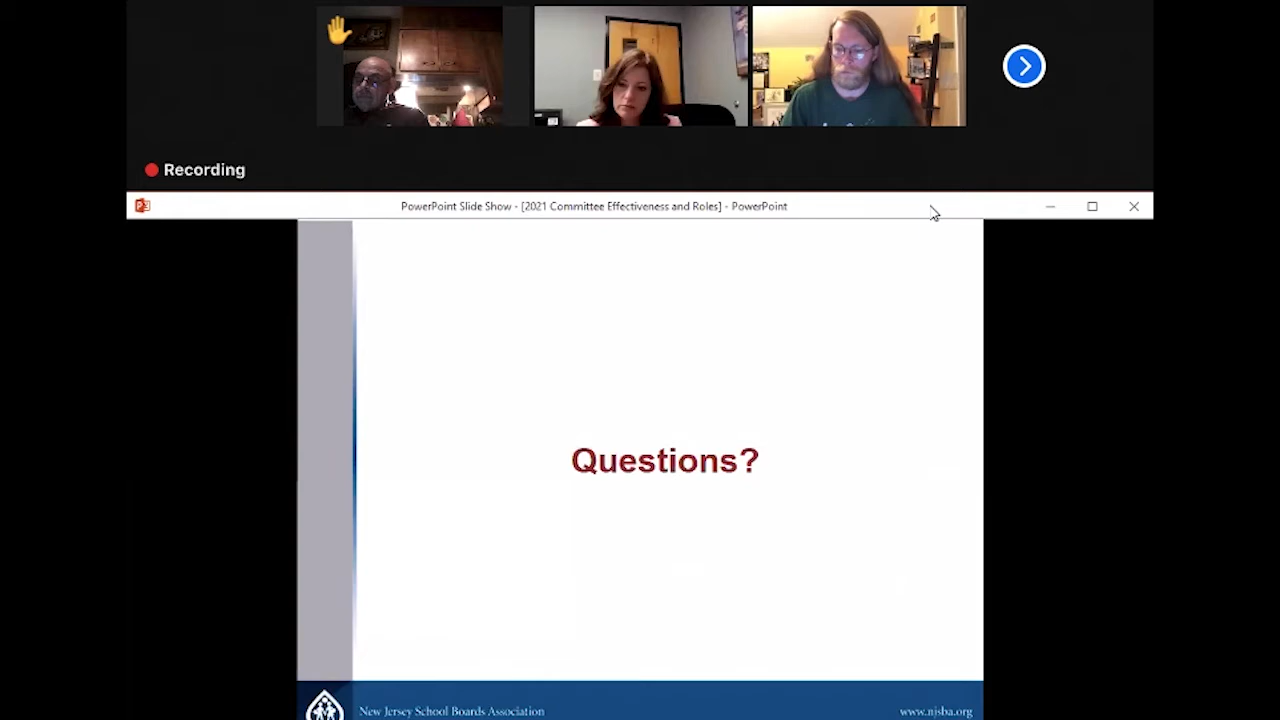 Recording
PowerPoint Slide Show - [2021 Committee Effectiveness and Roles] - PowerPoint
Questions?
New Jersey School Boards Association
www.njsba.org